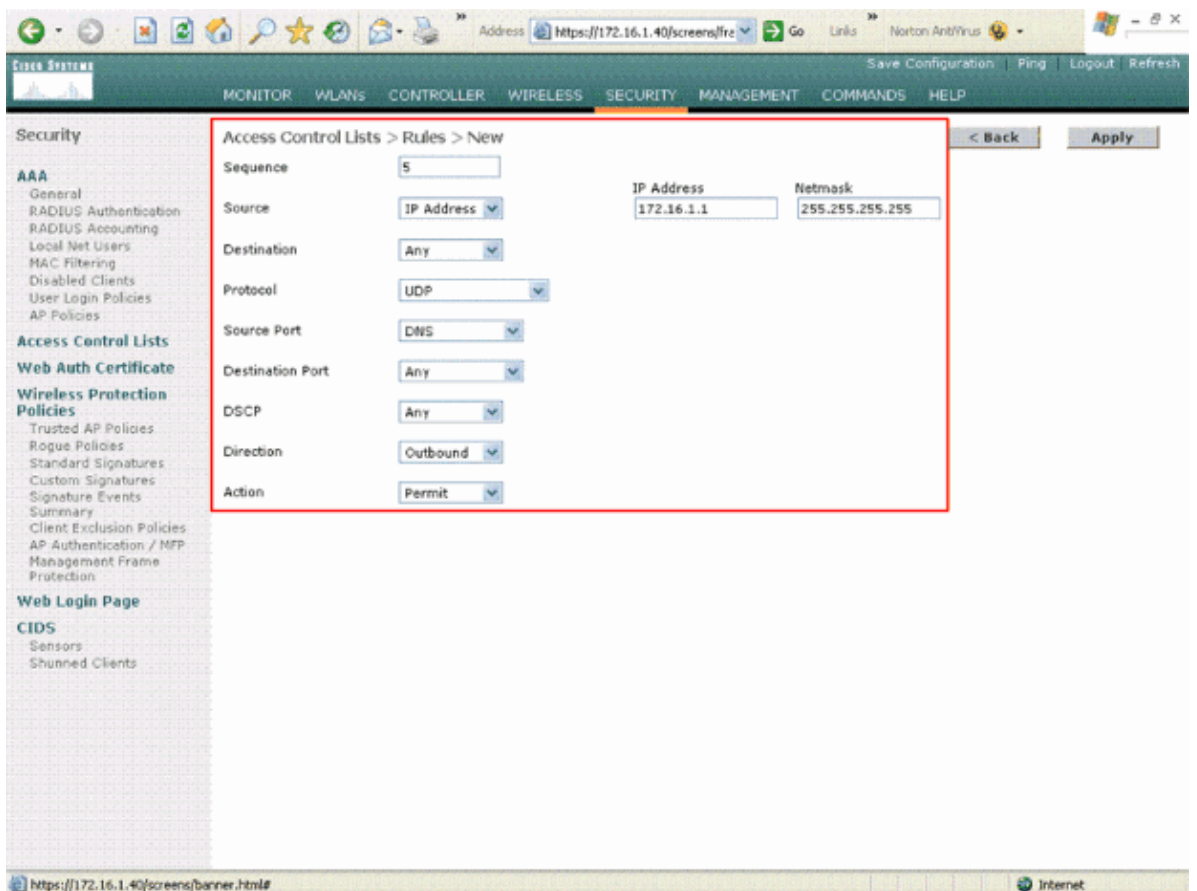 Address https://172.16.1.40/screens/fra Go Links Norton AntiVirus
CISCO SYSTEMS
Save Configuration Ping Logout Refresh
MONITOR WLANs CONTROLLER WIRELESS SECURITY MANAGEMENT COMMANDS HELP
Security
AAA
General
RADIUS Authentication
RADIUS Accounting
Local Net Users
MAC Filtering
Disabled Clients
User Login Policies
AP Policies
Access Control Lists
Web Auth Certificate
Wireless Protection
Policies
Trusted AP Policies
Rogue Policies
Standard Signatures
Custom Signatures
Signature Events
Summary
Client Exclusion Policies
AP Authentication / MFP
Management Frame
Protection
Web Login Page
CIDS
Sensors
Shunned Clients
Access Control Lists > Rules > New
< Back Apply
Sequence 5
IP Address Netmask
Source IP Address 172.16.1.1 255.255.255.255
Destination Any
Protocol UDP
Source Port DNS
Destination Port Any
DSCP Any
Direction Outbound
Action Permit
https://172.16.1.40/screens/banner.html#
Internet